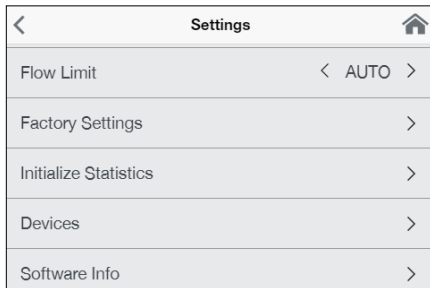 Settings
Flow Limit < AUTO >
Factory Settings >
Initialize Statistics >
Devices >
Software Info >